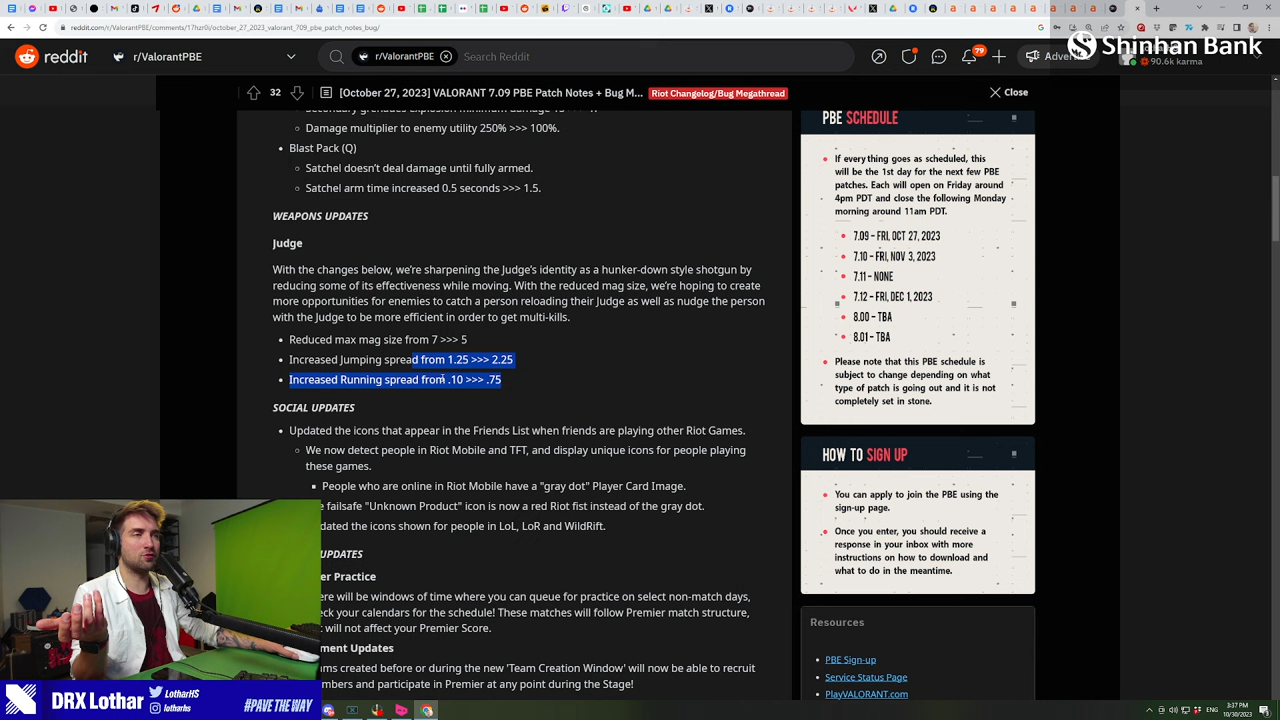 reddit.com/r/ValorantPBE/comments/17hzr0i/october_27_2023_valorant_709_pbe_patch_notes_bug/
reddit
r/ValorantPBE
r/ValorantPBE
Search Reddit
79
Shinhan Bank
90.6k karma
32
[October 27, 2023] VALORANT 7.09 PBE Patch Notes + Bug M...
Riot Changelog/Bug Megathread
Close
Damage multiplier to enemy utility 250% >>> 100%.
Blast Pack (Q)
Satchel doesn't deal damage until fully armed.
Satchel arm time increased 0.5 seconds >>> 1.5.
WEAPONS UPDATES
Judge
With the changes below, we're sharpening the Judge's identity as a hunker-down style shotgun by
reducing some of its effectiveness while moving. With the reduced mag size, we're hoping to create
more opportunities for enemies to catch a person reloading their Judge as well as nudge the person
with the Judge to be more efficient in order to get multi-kills.
Reduced max mag size from 7 >>> 5
Increased Jumping spread from 1.25 >>> 2.25
Increased Running spread from .10 >>> .75
SOCIAL UPDATES
Updated the icons that appear in the Friends List when friends are playing other Riot Games.
We now detect people in Riot Mobile and TFT, and display unique icons for people playing
these games.
People who are online in Riot Mobile have a "gray dot" Player Card Image.
failsafe "Unknown Product" icon is now a red Riot fist instead of the gray dot.
dated the icons shown for people in LoL, LoR and WildRift.
UPDATES
er Practice
ere will be windows of time where you can queue for practice on select non-match days,
eck your calendars for the schedule! These matches will follow Premier match structure,
will not affect your Premier Score.
ment Updates
ams created before or during the new 'Team Creation Window' will now be able to recruit
mbers and participate in Premier at any point during the Stage!
PBE SCHEDULE
If everything goes as scheduled, this
will be the 1st day for the next few PBE
patches. Each will open on Friday around
4pm PDT and close the following Monday
morning around 11am PDT.
7.09 – FRI, OCT 27, 2023
7.10 – FRI, NOV 3, 2023
7.11 – NONE
7.12 – FRI, DEC 1, 2023
8.00 – TBA
8.01 – TBA
Please note that this PBE schedule is
subject to change depending on what
type of patch is going out and it is not
completely set in stone.
HOW TO SIGN UP
You can apply to join the PBE using the
sign-up page.
Once you enter, you should receive a
response in your inbox with more
instructions on how to download and
what to do in the meantime.
Resources
PBE Sign-up
Service Status Page
PlayVALORANT.com
DRX Lothar
LotharHS
lotharhs
#PAVE THE WAY
ENG
3:37 PM
10/30/2023